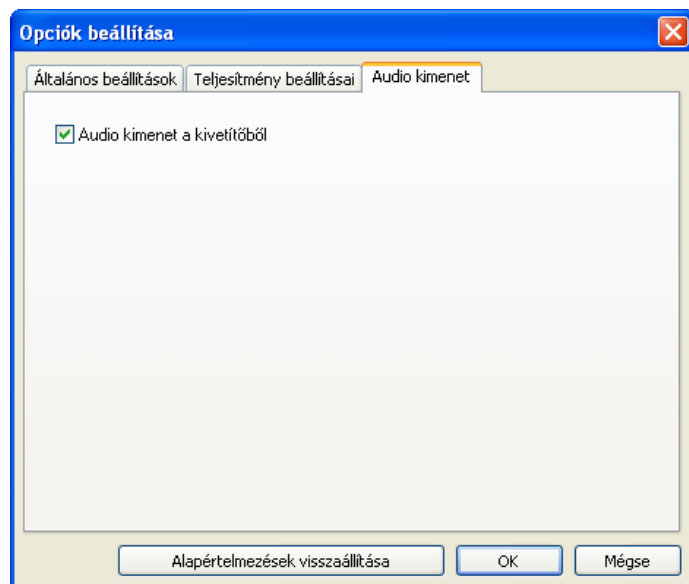 Opciók beállítása
Általános beállítások Teljesítmény beállításai Audio kimenet
Audio kimenet a kivetítőből
Alapértelmezések visszaállítása OK Mégse